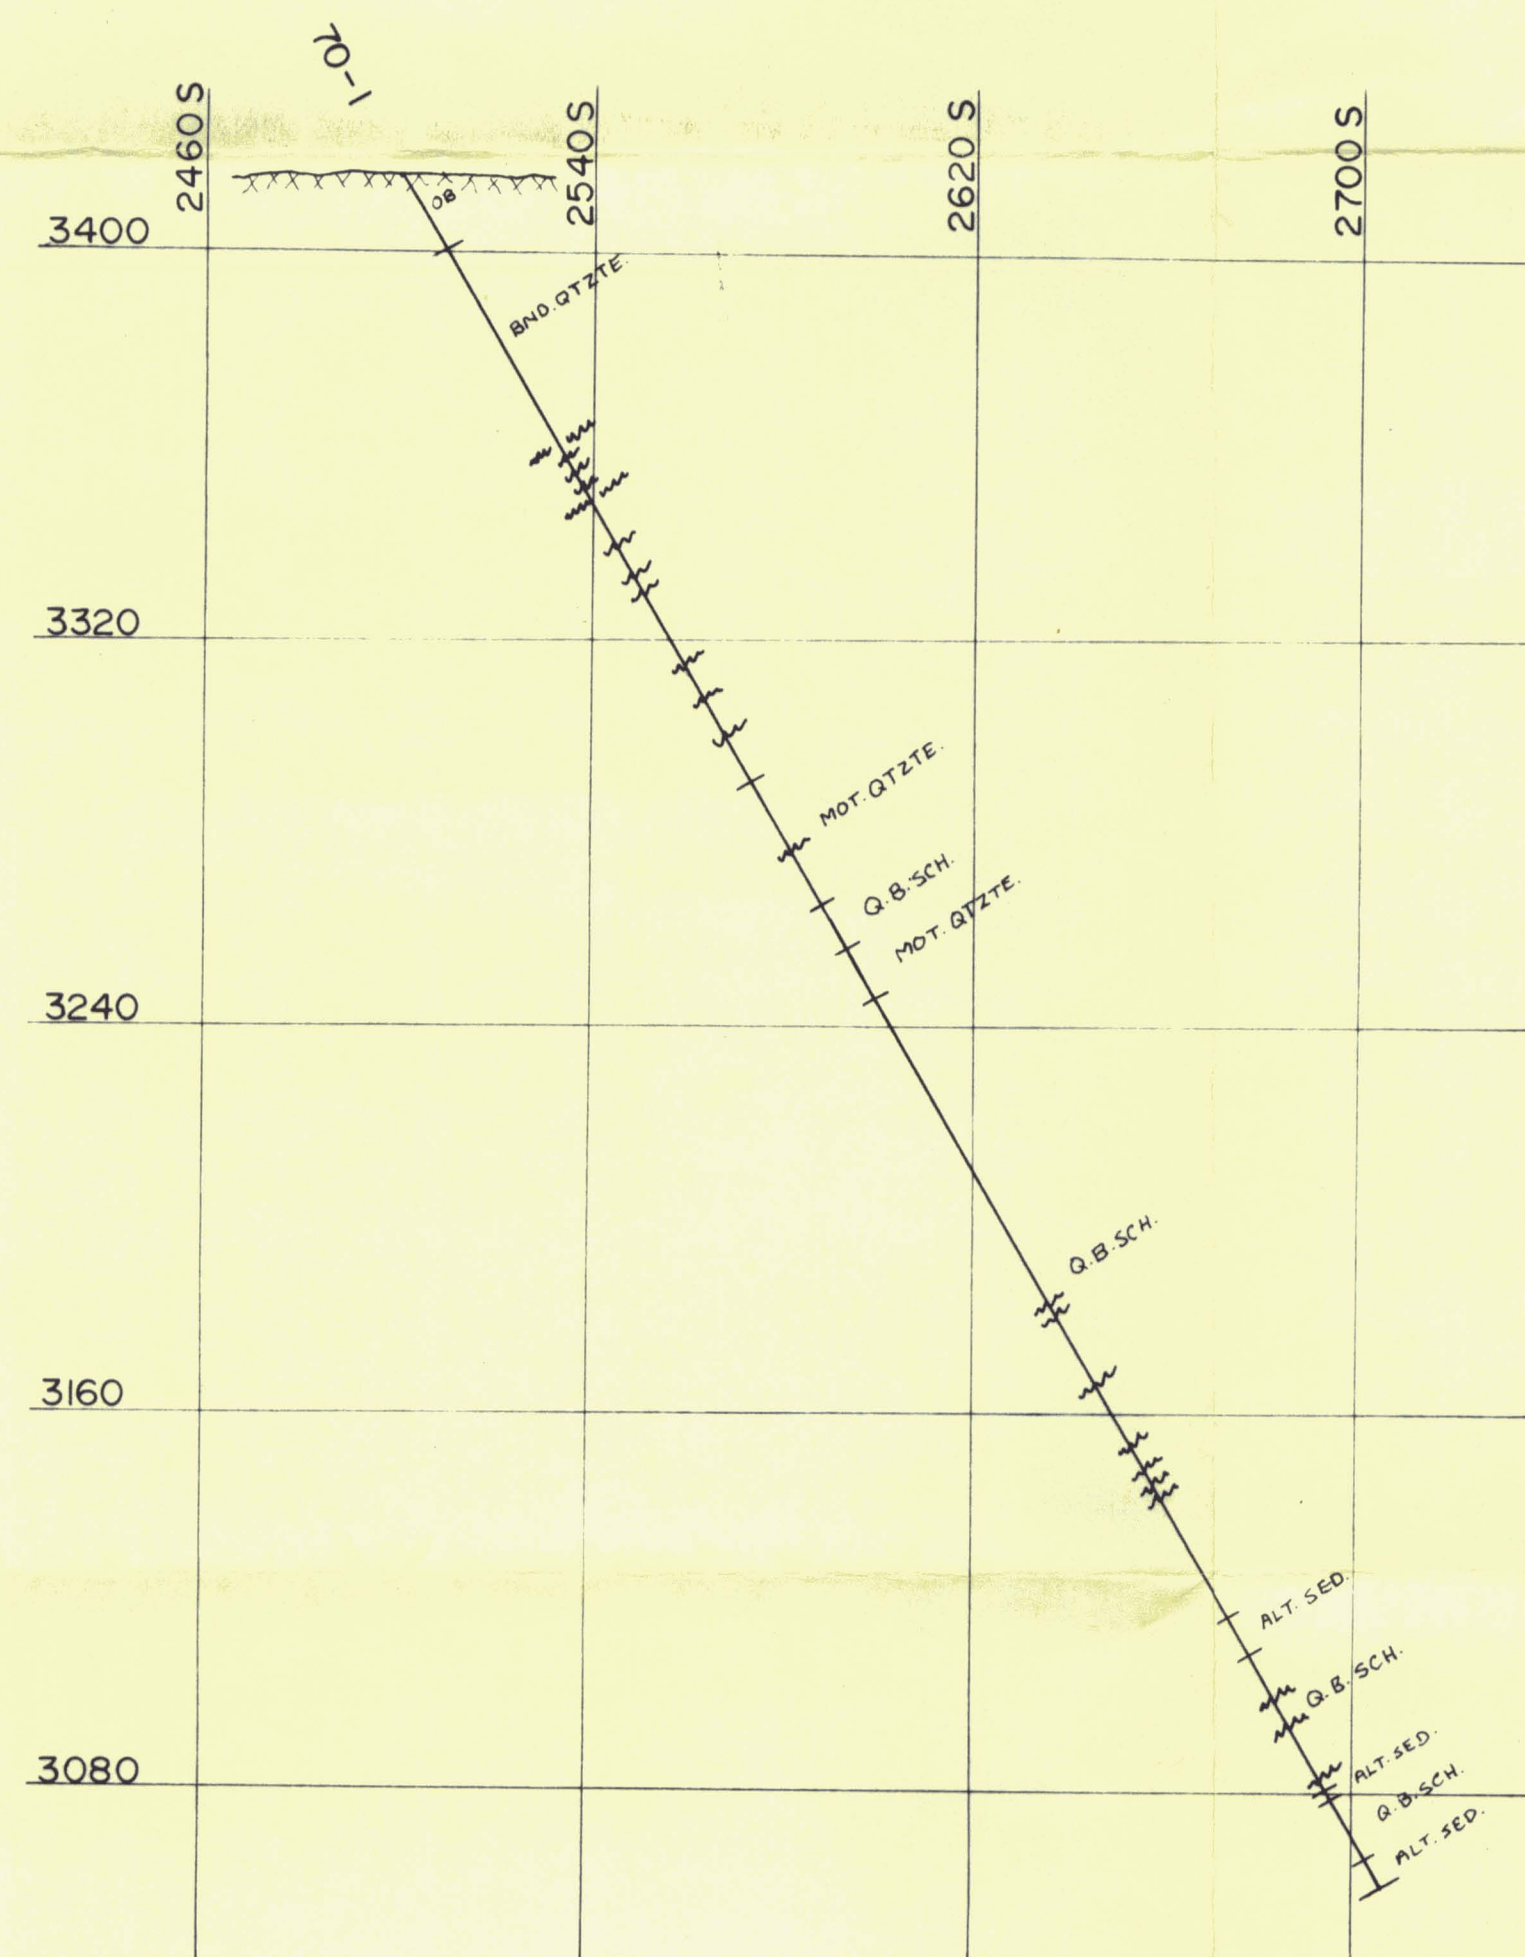 70-1
2460 S
2540 S
2620 S
2700 S
3400
OB
BND. QTZTE.
3320
MOT. QTZTE.
Q.B. SCH.
MOT. QTZTE.
3240
Q.B. SCH.
3160
ALT. SED.
Q.B. SCH.
3080
ALT. SED.
Q.B. SCH.
ALT. SED.